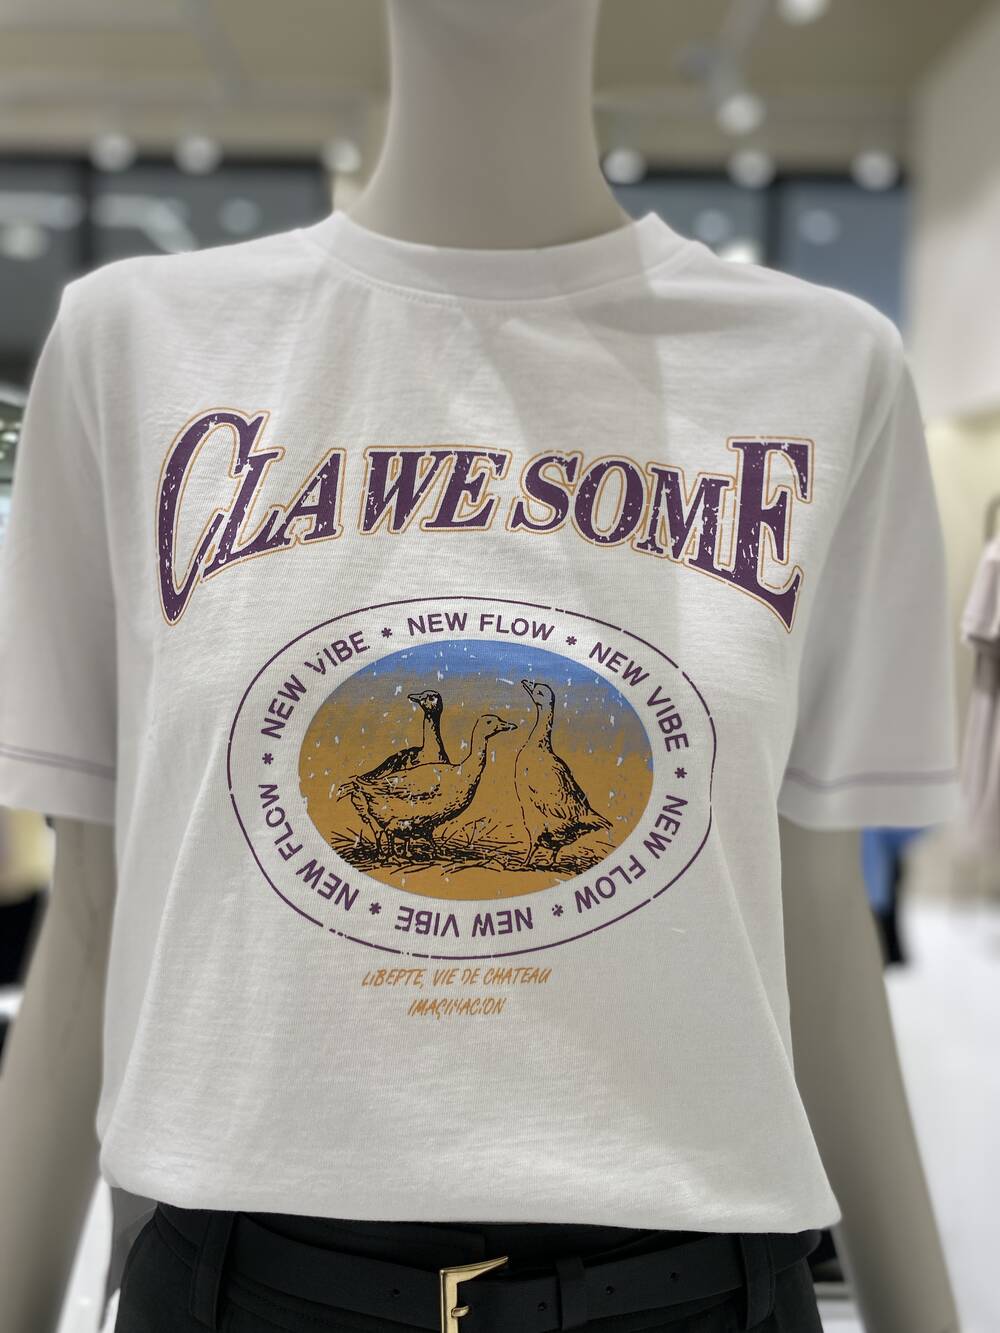 CLAWESOME
NEW FLOW * NEW VIBE * NEW FLOW * NEW VIBE * NEW FLOW * NEW VIBE *
LIBEPTE, VIE DE CHATEAU
IMAGINACION